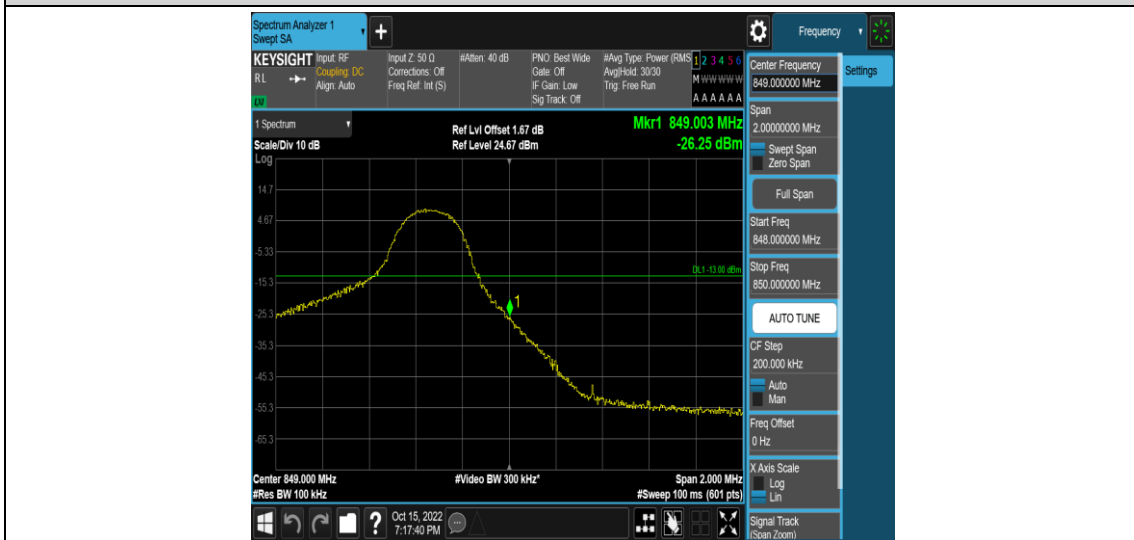 Spectrum Analyzer 1
Swept SA
+
Frequency
KEYSIGHT
RL
LXI
Input: RF
Coupling: DC
Align: Auto
Input Z: 50 Ω
Corrections: Off
Freq Ref: Int (S)
#Atten: 40 dB
PNO: Best Wide
Gate: Off
IF Gain: Low
Sig Track: Off
#Avg Type: Power (RMS
Avg|Hold: 30/30
Trig: Free Run
1 2 3 4 5 6
M W W W W W
A A A A A A
1 Spectrum
Scale/Div 10 dB
Ref Lvl Offset 1.67 dB
Ref Level 24.67 dBm
Mkr1 849.003 MHz
-26.25 dBm
Log
14.7
4.67
-5.33
-15.3
-25.3
-35.3
-45.3
-55.3
-65.3
DL1 -13.00 dBm
1
Center 849.000 MHz
#Video BW 300 kHz*
Span 2.000 MHz
#Res BW 100 kHz
#Sweep 100 ms (601 pts)
?
Oct 15, 2022
7:17:40 PM
Center Frequency
849.000000 MHz
Settings
Span
2.00000000 MHz
Swept Span
Zero Span
Full Span
Start Freq
848.000000 MHz
Stop Freq
850.000000 MHz
AUTO TUNE
CF Step
200.000 kHz
Auto
Man
Freq Offset
0 Hz
X Axis Scale
Log
Lin
Signal Track
(Span Zoom)